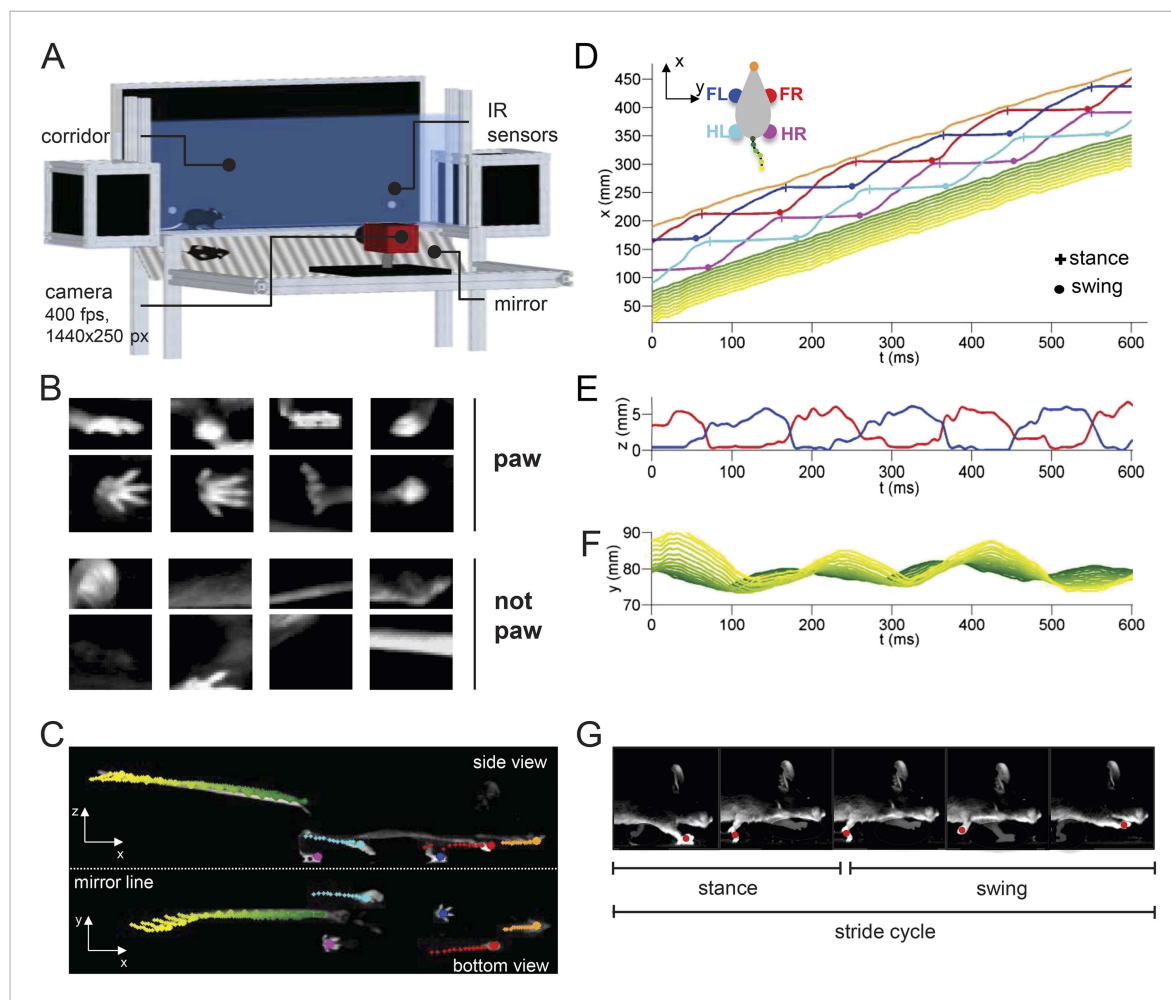 A
corridor
IR
sensors
camera
400 fps,
1440x250 px
mirror
B
paw
not
paw
C
side view
z
x
mirror line
y
x
bottom view
D
x
y
FL
FR
HL
HR
x (mm)
450
400
350
300
250
200
150
100
50
+ stance
● swing
0
100
200
300
400
500
600
t (ms)
E
z (mm)
5
0
0
100
200
300
400
500
600
t (ms)
F
y (mm)
90
80
70
0
100
200
300
400
500
600
t (ms)
G
stance
swing
stride cycle